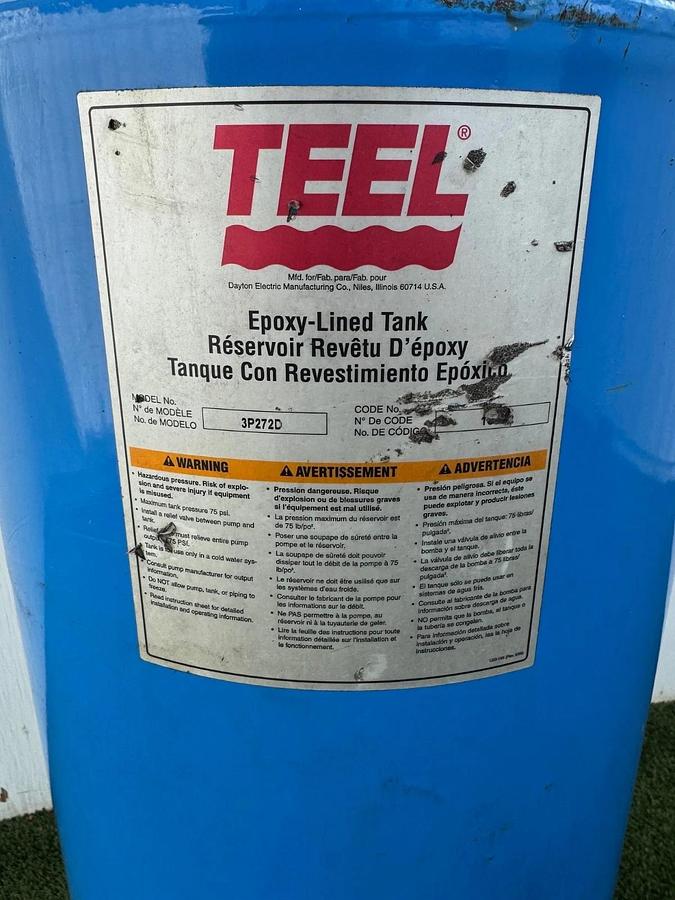 TEEL®
Mfd. for/Fab. para/Fab. pour
Dayton Electric Manufacturing Co., Niles, Illinois 60714 U.S.A.
Epoxy-Lined Tank
Réservoir Revêtu D'époxy
Tanque Con Revestimiento Epóxico
MODEL No.
N° de MODÈLE
No. de MODELO
3P272D
CODE No.
N° De CODE
No. DE CÓDIGO
WARNING
• Hazardous pressure. Risk of explo-
sion and severe injury if equipment
is misused.
• Maximum tank pressure 75 psi.
• Install a relief valve between pump and
tank.
• Relief must relieve entire pump
output 75 PSI.
• Tank is use only in a cold water sys-
tem.
• Consult pump manufacturer for output
information.
• Do NOT allow pump, tank, or piping to
freeze.
• Read instruction sheet for detailed
installation and operating information.
AVERTISSEMENT
• Pression dangereuse. Risque
d'explosion ou de blessures graves
si l'équipement est mal utilisé.
• La pression maximum du réservoir est
de 75 lb/po².
• Poser une soupape de sûreté entre la
pompe et le réservoir.
• La soupape de sûreté doit pouvoir
dissiper tout le débit de la pompe à 75
lb/po².
• Le réservoir ne doit être utilisé que sur
les systèmes d'eau froide.
• Consulter le fabricant de la pompe pour
les informations sur le débit.
• Ne PAS permettre à la pompe, au
réservoir ni à la tuyauterie de geler.
• Lire la feuille des instructions pour toute
information détaillée sur l'installation et
le fonctionnement.
ADVERTENCIA
• Presión peligrosa. Si el equipo se
usa de manera incorrecta, éste
puede explotar y producir lesiones
graves.
• Presión máxima del tanque: 75 libras/
pulgada².
• Instale una válvula de alivio entre la
bomba y el tanque.
• La válvula de alivio debe liberar toda la
descarga de la bomba a 75 libras/
pulgada².
• El tanque sólo se puede usar en
sistemas de agua fría.
• Consulte al fabricante de la bomba para
información sobre descarga de agua.
• NO permita que la bomba, el tanque o
la tubería se congelen.
• Para información detallada sobre
instalación y operación, lea la hoja de
instrucciones.